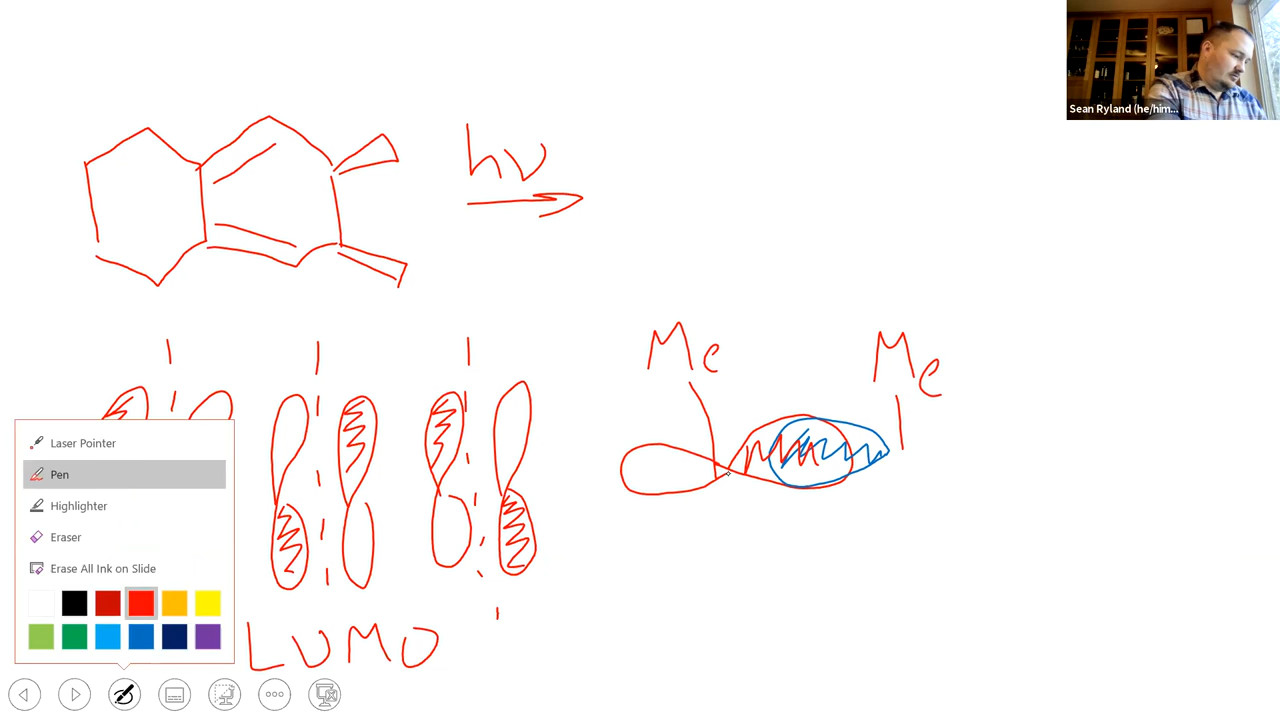 Sean Ryland (he/him...
hν
Me
Me
Laser Pointer
Pen
Highlighter
Eraser
Erase All Ink on Slide
LUMO